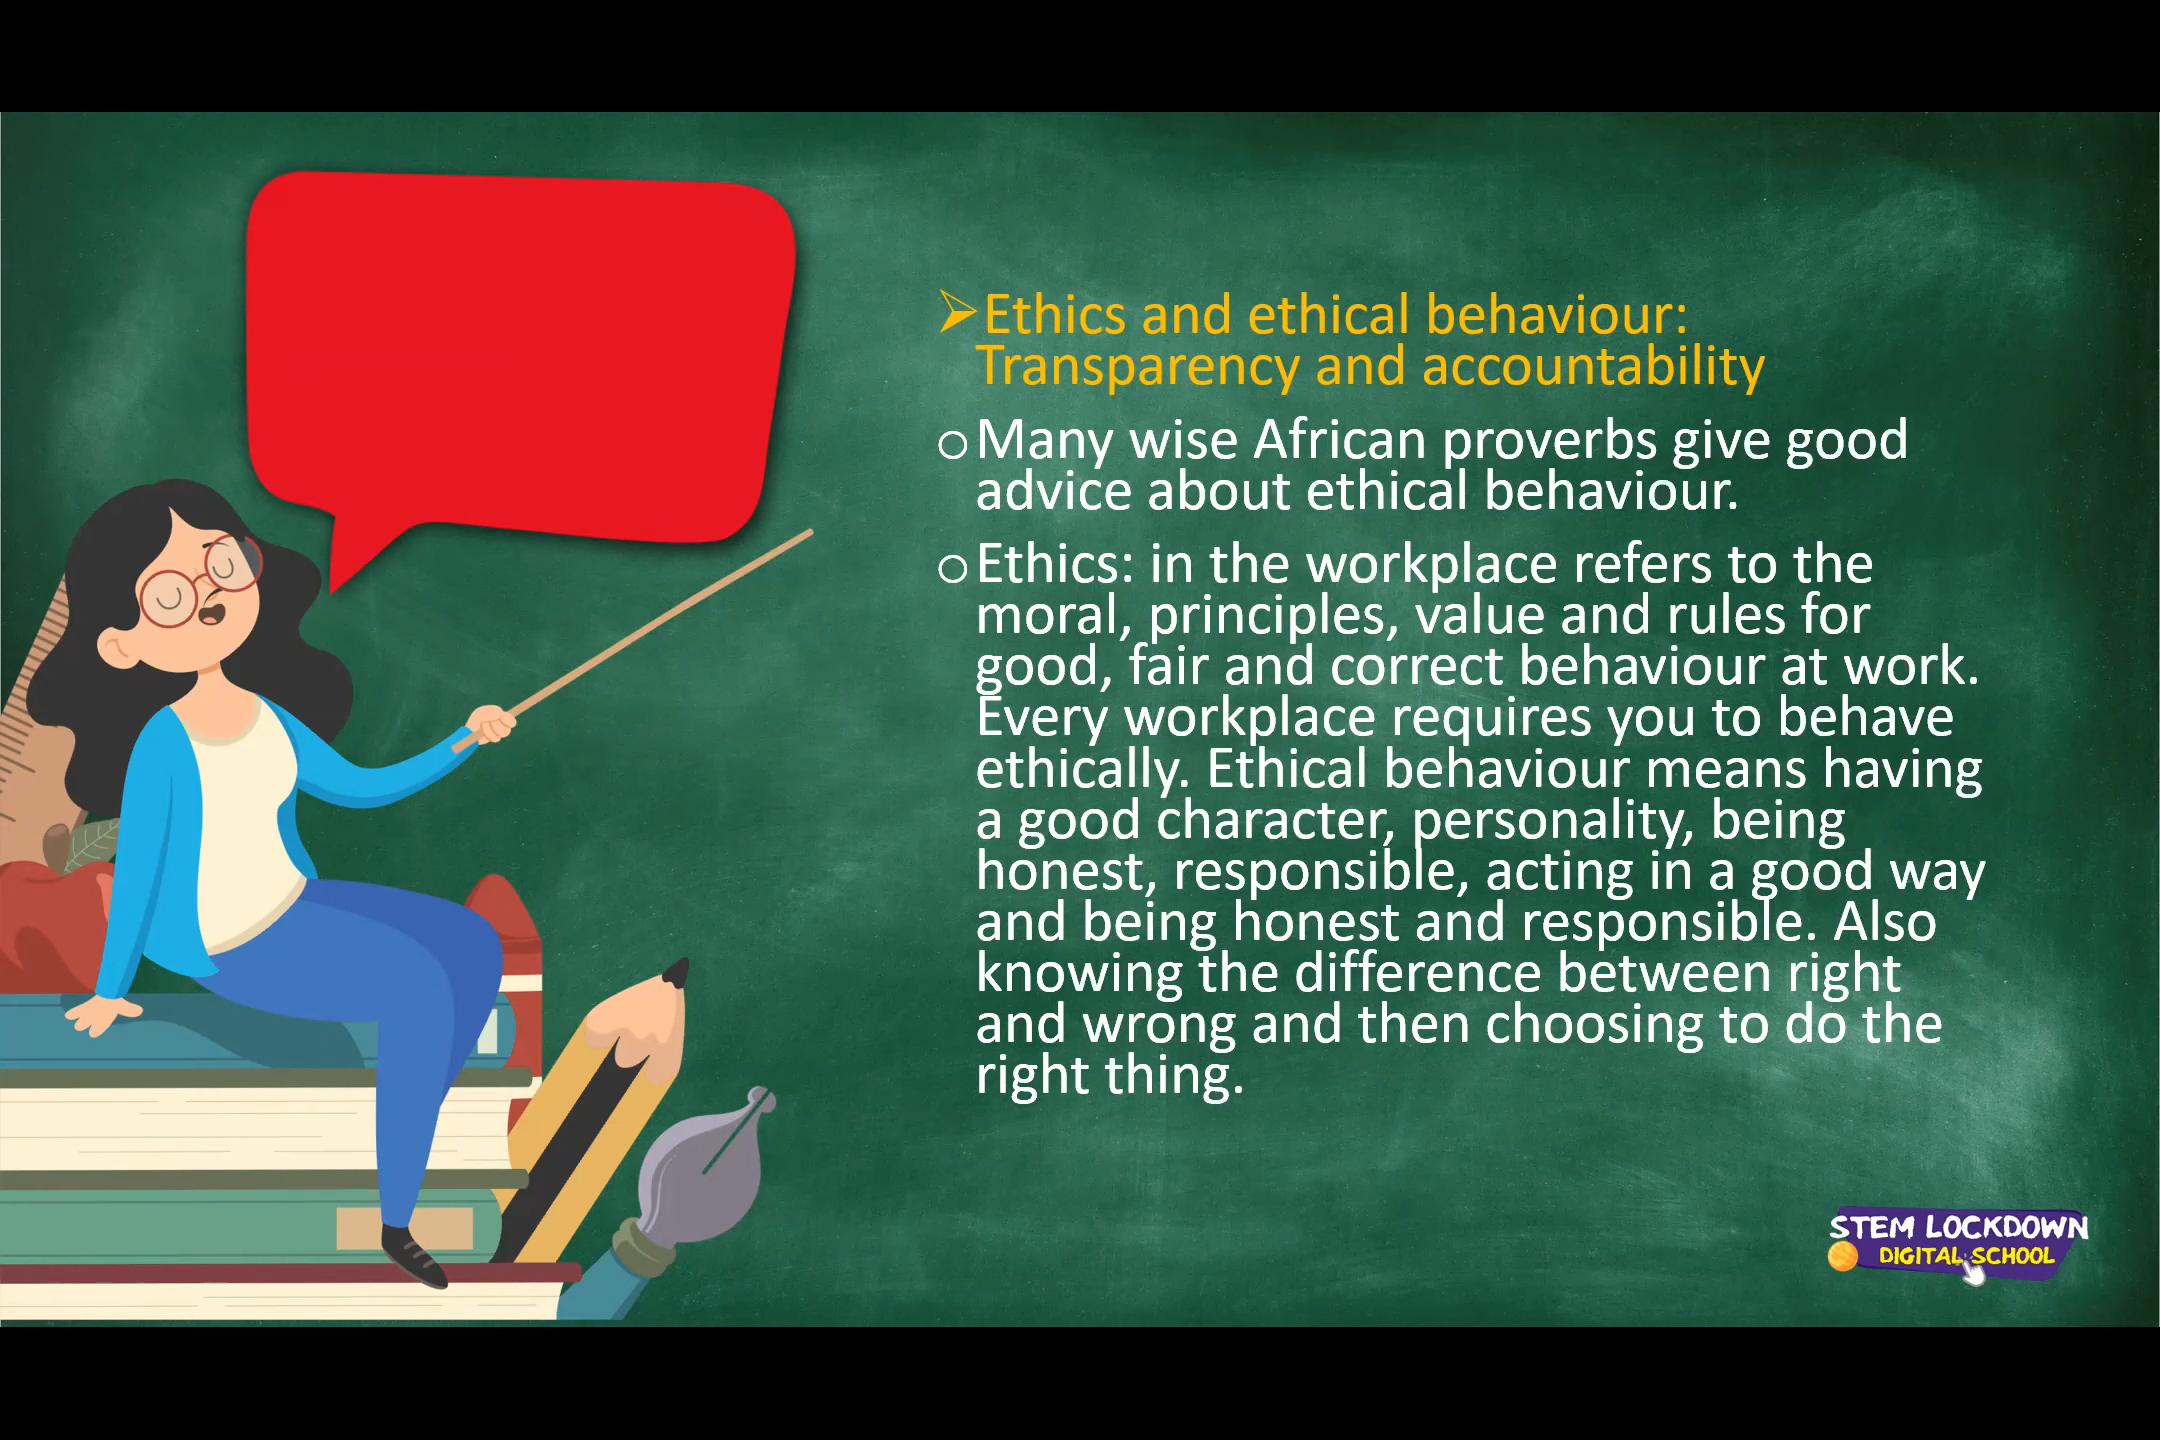 Ethics and ethical behaviour:
Transparency and accountability
Many wise African proverbs give good
advice about ethical behaviour.
Ethics: in the workplace refers to the
moral, principles, value and rules for
good, fair and correct behaviour at work.
Every workplace requires you to behave
ethically. Ethical behaviour means having
a good character, personality, being
honest, responsible, acting in a good way
and being honest and responsible. Also
knowing the difference between right
and wrong and then choosing to do the
right thing.
STEM LOCKDOWN
DIGITAL SCHOOL